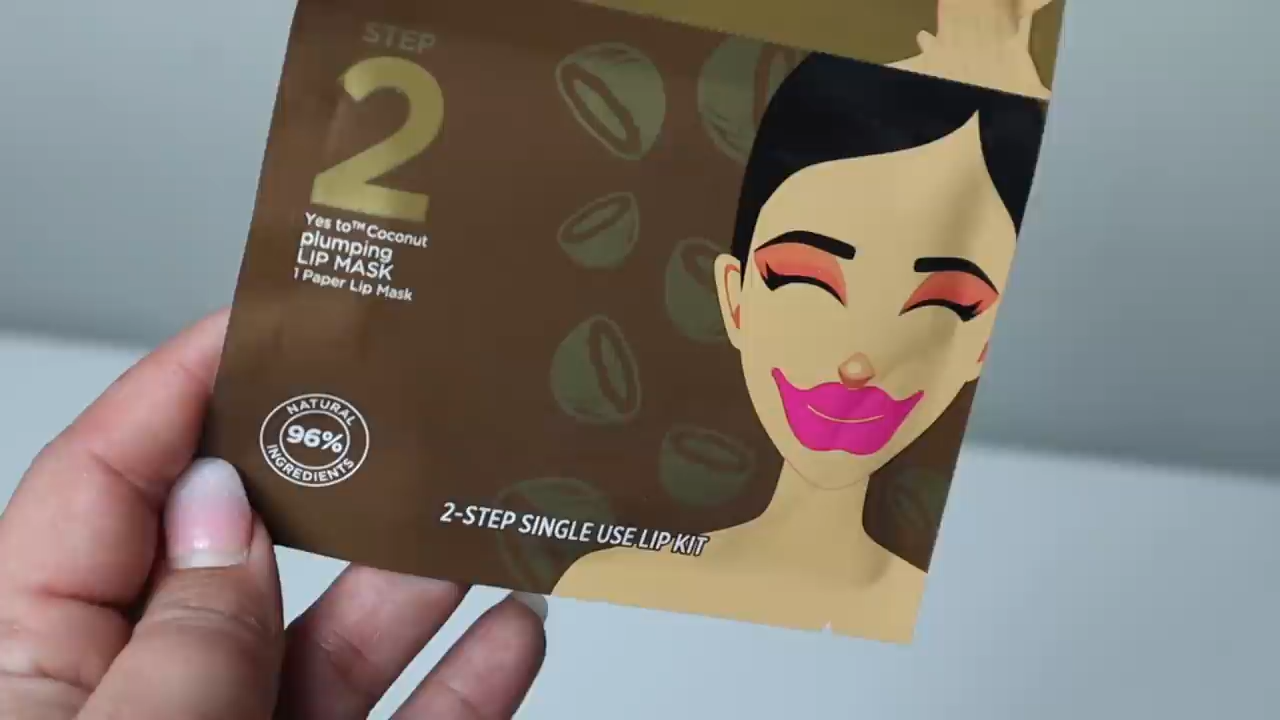 STEP
2
Yes to™ Coconut
plumping
LIP MASK
1 Paper Lip Mask
NATURAL
96%
INGREDIENTS
2-STEP SINGLE USE LIP KIT